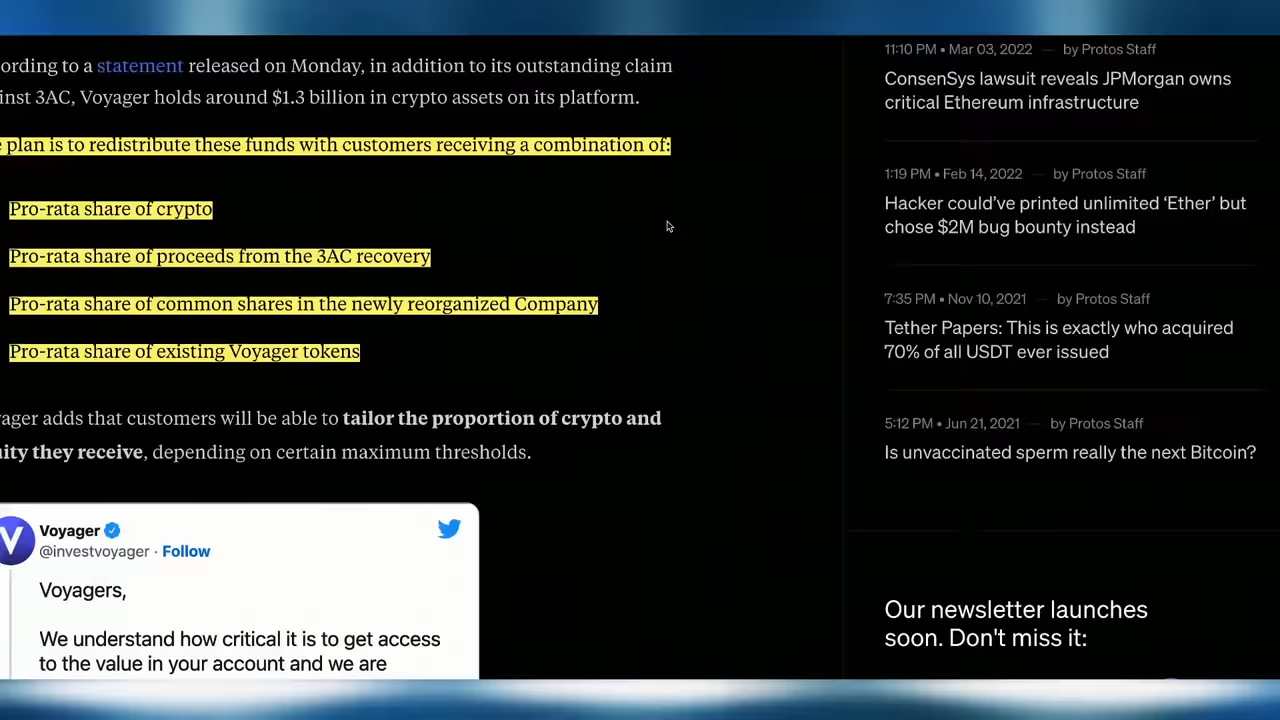 ording to a statement released on Monday, in addition to its outstanding claim
inst 3AC, Voyager holds around $1.3 billion in crypto assets on its platform.
e plan is to redistribute these funds with customers receiving a combination of:
Pro-rata share of crypto
Pro-rata share of proceeds from the 3AC recovery
Pro-rata share of common shares in the newly reorganized Company
Pro-rata share of existing Voyager tokens
yager adds that customers will be able to tailor the proportion of crypto and
uity they receive, depending on certain maximum thresholds.
Voyager
@investvoyager · Follow
Voyagers,
We understand how critical it is to get access
to the value in your account and we are
11:10 PM • Mar 03, 2022 — by Protos Staff
ConsenSys lawsuit reveals JPMorgan owns
critical Ethereum infrastructure
1:19 PM • Feb 14, 2022 — by Protos Staff
Hacker could've printed unlimited 'Ether' but
chose $2M bug bounty instead
7:35 PM • Nov 10, 2021 — by Protos Staff
Tether Papers: This is exactly who acquired
70% of all USDT ever issued
5:12 PM • Jun 21, 2021 — by Protos Staff
Is unvaccinated sperm really the next Bitcoin?
Our newsletter launches
soon. Don't miss it: